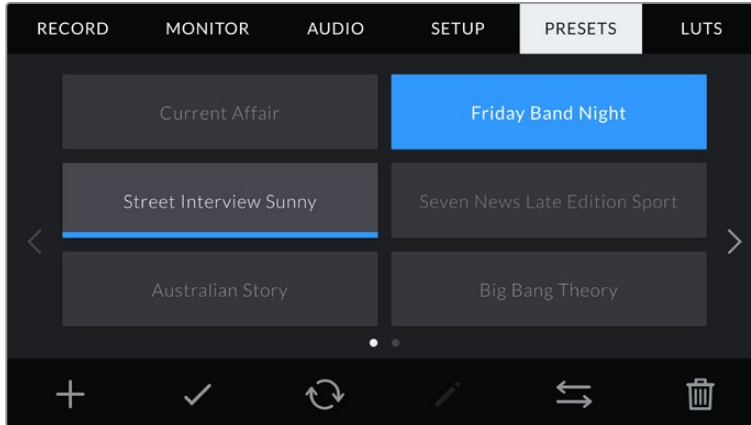 RECORD MONITOR AUDIO SETUP PRESETS LUTS
Current Affair Friday Band Night
Street Interview Sunny Seven News Late Edition Sport
Australian Story Big Bang Theory